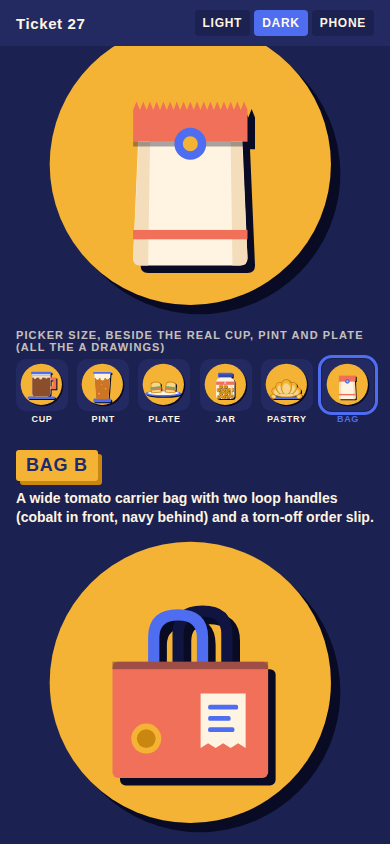 Ticket 27
LIGHT DARK PHONE
PICKER SIZE, BESIDE THE REAL CUP, PINT AND PLATE
(ALL THE A DRAWINGS)
CUP PINT PLATE JAR PASTRY BAG
BAG B
A wide tomato carrier bag with two loop handles
(cobalt in front, navy behind) and a torn-off order slip.